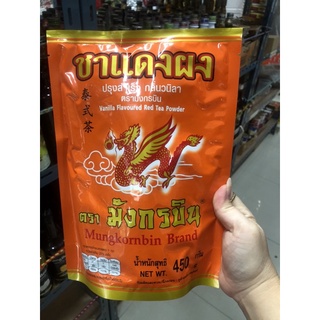 ชาแดงผง
ปรุงสำเร็จ กลิ่นวนิลา
ตรามังกรบิน
Vanilla Flavoured Red Tea Powder
泰式茶
ตรา มังกรบิน
Mungkornbin Brand
น้ำหนักสุทธิ
NET WT. 450